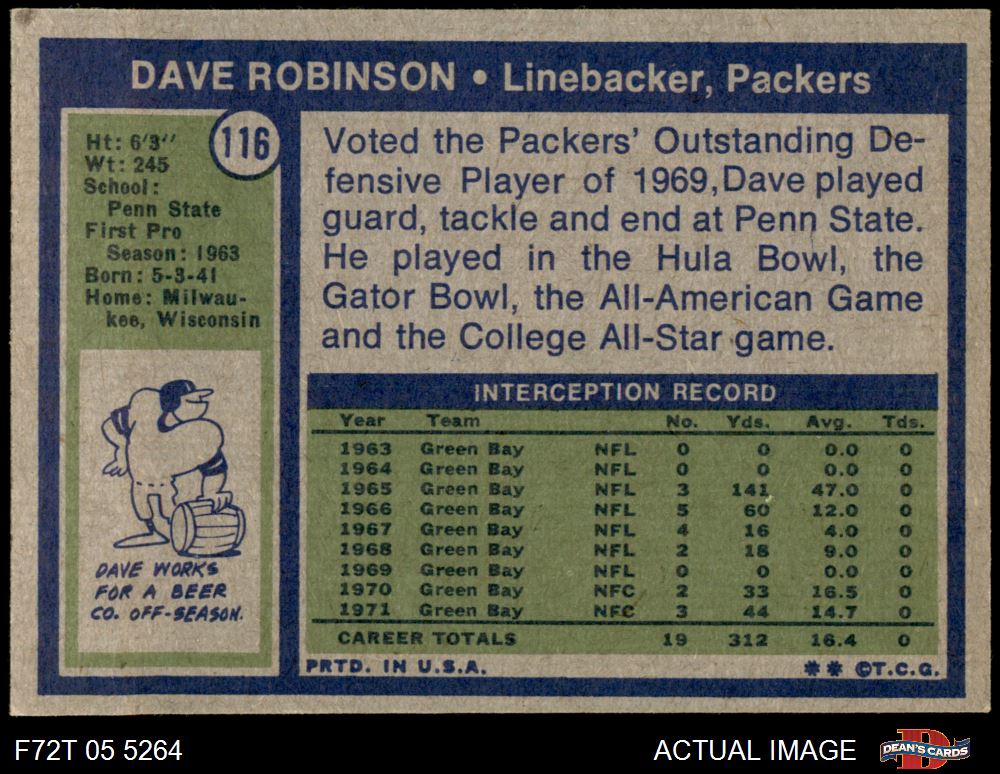 DAVE ROBINSON • Linebacker, Packers
116
Ht: 6'3''
Wt: 245
School:
Penn State
First Pro
Season: 1963
Born: 5-3-41
Home: Milwau-
kee, Wisconsin
DAVE WORKS
FOR A BEER
CO. OFF-SEASON.
Voted the Packers' Outstanding De-
fensive Player of 1969, Dave played
guard, tackle and end at Penn State.
He played in the Hula Bowl, the
Gator Bowl, the All-American Game
and the College All-Star game.
INTERCEPTION RECORD
Year Team No. Yds. Avg. Tds.
1963 Green Bay NFL 0 0 0.0 0
1964 Green Bay NFL 0 0 0.0 0
1965 Green Bay NFL 3 141 47.0 0
1966 Green Bay NFL 5 60 12.0 0
1967 Green Bay NFL 4 16 4.0 0
1968 Green Bay NFL 2 18 9.0 0
1969 Green Bay NFL 0 0 0.0 0
1970 Green Bay NFC 2 33 16.5 0
1971 Green Bay NFC 3 44 14.7 0
CAREER TOTALS 19 312 16.4 0
PRTD. IN U.S.A. ** ©T.C.G.
F72T 05 5264 ACTUAL IMAGE DEAN'S CARDS